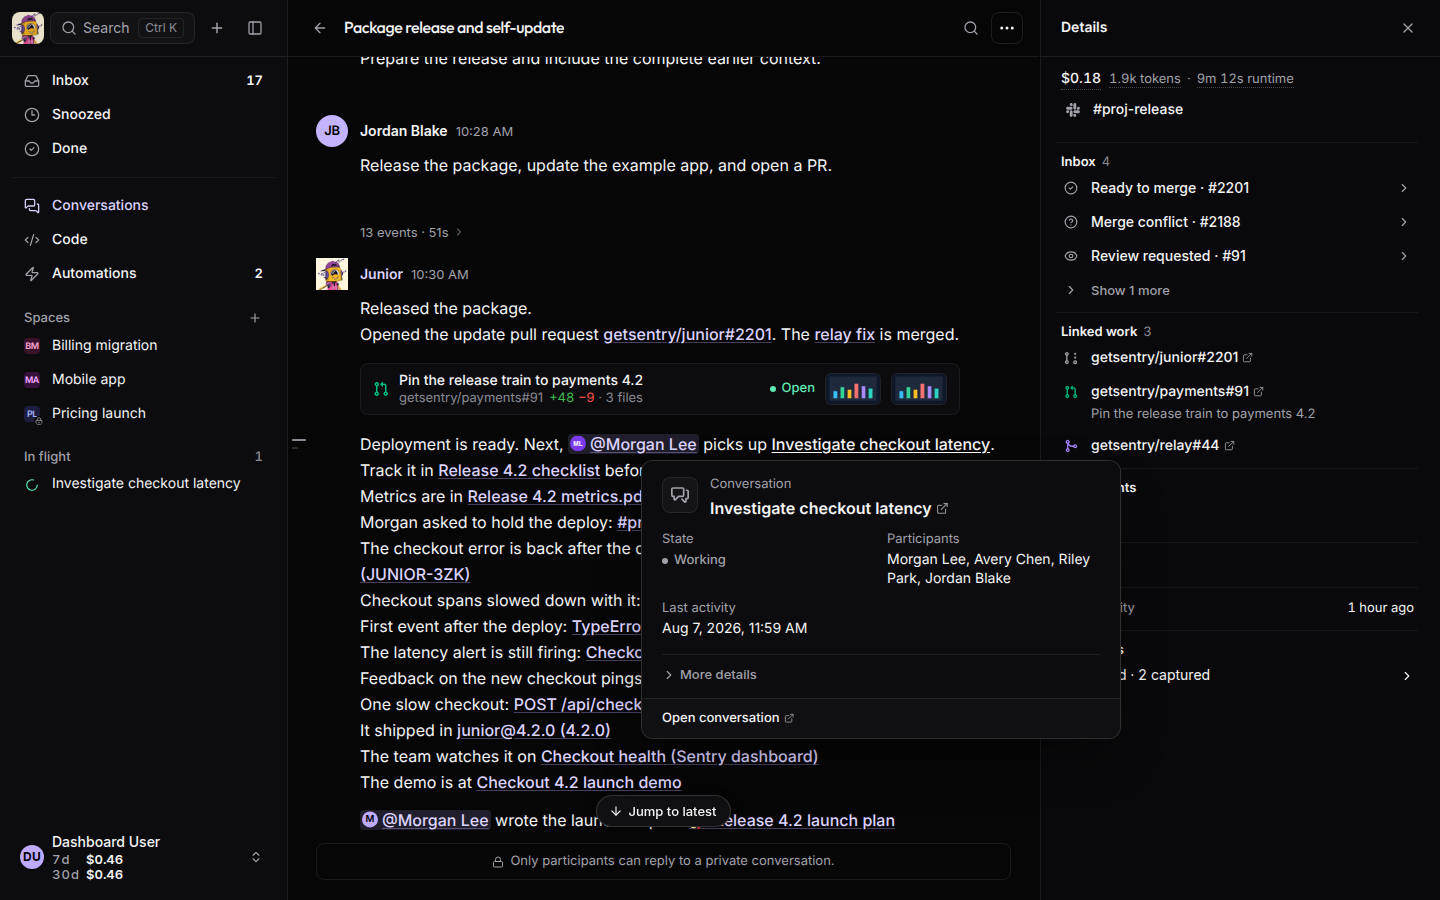 Search Ctrl K
Inbox 17
Snoozed
Done
Conversations
Code
Automations 2
Spaces
BM Billing migration
MA Mobile app
PL Pricing launch
In flight 1
Investigate checkout latency
DU Dashboard User
7d $0.46
30d $0.46
Package release and self-update
Prepare the release and include the complete earlier context.
JB Jordan Blake 10:28 AM
Release the package, update the example app, and open a PR.
13 events · 51s
Junior 10:30 AM
Released the package.
Opened the update pull request getsentry/junior#2201. The relay fix is merged.
Pin the release train to payments 4.2
getsentry/payments#91 +48 −9 · 3 files
Open
Deployment is ready. Next, ML @Morgan Lee picks up Investigate checkout latency.
Track it in Release 4.2 checklist
Metrics are in Release 4.2
Morgan asked to hold the deploy:
The checkout error is back after the
(JUNIOR-3ZK)
Checkout spans slowed down with it:
First event after the deploy:
The latency alert is still firing:
Feedback on the new checkout pings
One slow checkout: POST
It shipped in junior@4.2.0 (4.2.0)
The team watches it on Checkout health (Sentry dashboard)
The demo is at Checkout 4.2 launch demo
M @Morgan Lee wrote the 4.2 launch plan
Jump to latest
Only participants can reply to a private conversation.
Conversation
Investigate checkout latency
State
Working
Participants
Morgan Lee, Avery Chen, Riley
Park, Jordan Blake
Last activity
Aug 7, 2026, 11:59 AM
More details
Open conversation
Details
$0.18 1.9k tokens · 9m 12s runtime
#proj-release
Inbox 4
Ready to merge · #2201
Merge conflict · #2188
Review requested · #91
Show 1 more
Linked work 3
getsentry/junior#2201
getsentry/payments#91
Pin the release train to payments 4.2
getsentry/relay#44
1 hour ago
· 2 captured